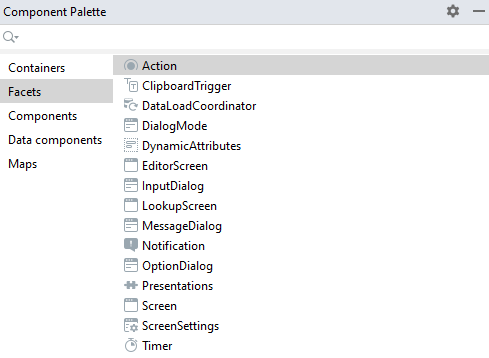 Component Palette
Containers
Facets
Components
Data components
Maps
Action
ClipboardTrigger
DataLoadCoordinator
DialogMode
DynamicAttributes
EditorScreen
InputDialog
LookupScreen
MessageDialog
Notification
OptionDialog
Presentations
Screen
ScreenSettings
Timer